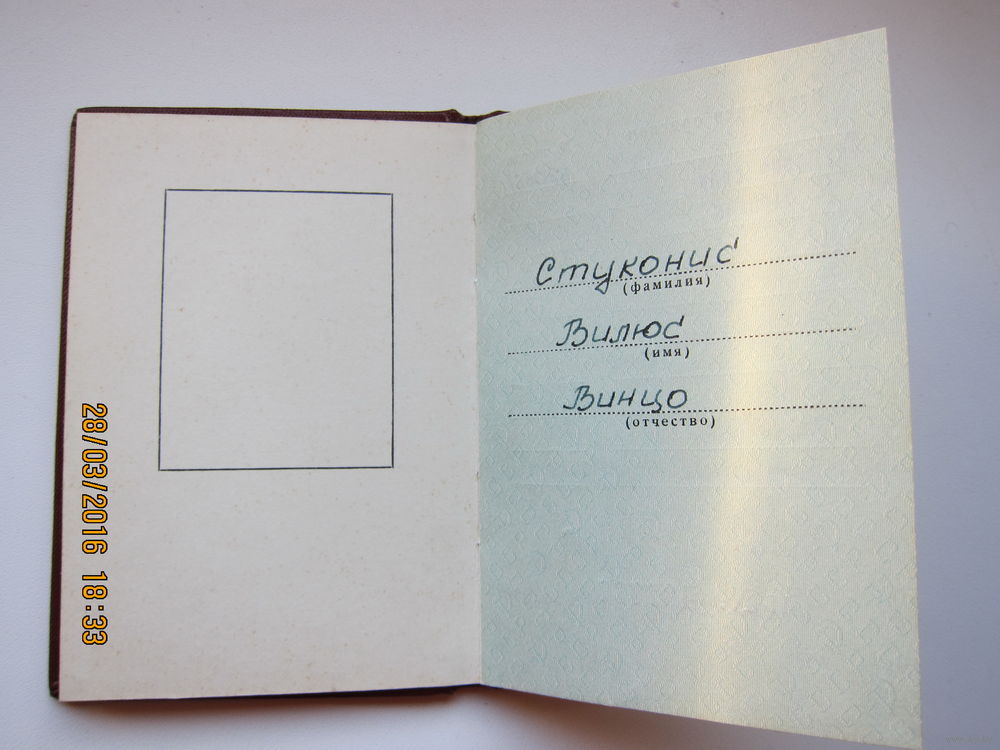 Стуконис
(фамилия)
Вилюс
(имя)
Винцо
(отчество)
28/03/2016 18:33